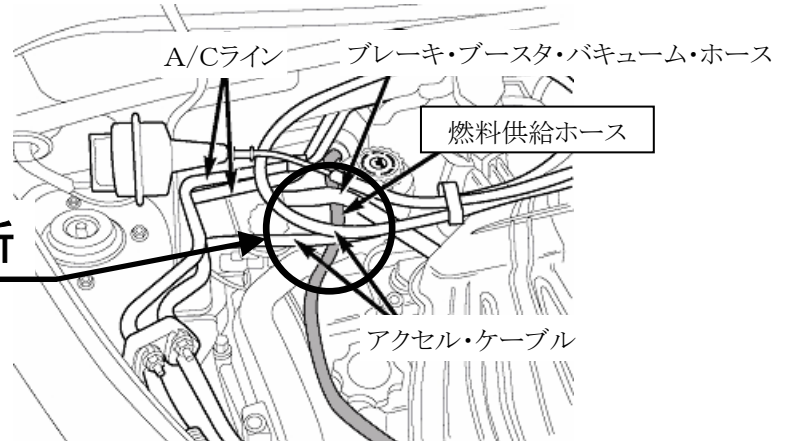 A/Cライン
ブレーキ・ブースタ・バキューム・ホース
燃料供給ホース
所
アクセル・ケーブル